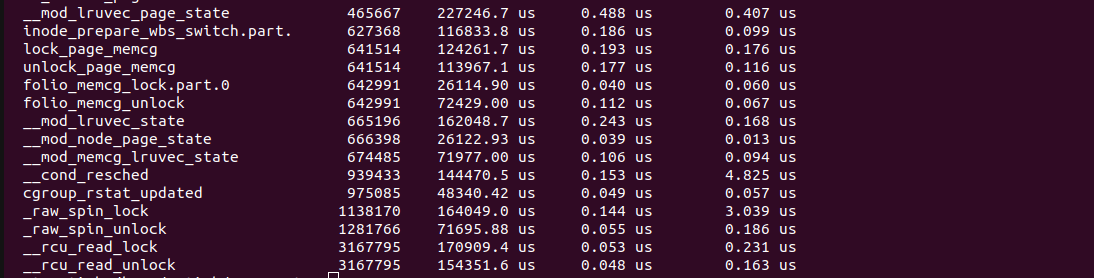 __mod_lruvec_page_state 465667 227246.7 us 0.488 us 0.407 us
inode_prepare_wbs_switch.part. 627368 116833.8 us 0.186 us 0.099 us
lock_page_memcg 641514 124261.7 us 0.193 us 0.176 us
unlock_page_memcg 641514 113967.1 us 0.177 us 0.116 us
folio_memcg_lock.part.0 642991 26114.90 us 0.040 us 0.060 us
folio_memcg_unlock 642991 72429.00 us 0.112 us 0.067 us
__mod_lruvec_state 665196 162048.7 us 0.243 us 0.168 us
__mod_node_page_state 666398 26122.93 us 0.039 us 0.013 us
__mod_memcg_lruvec_state 674485 71977.00 us 0.106 us 0.094 us
__cond_resched 939433 144470.5 us 0.153 us 4.825 us
cgroup_rstat_updated 975085 48340.42 us 0.049 us 0.057 us
_raw_spin_lock 1138170 164049.0 us 0.144 us 3.039 us
_raw_spin_unlock 1281766 71695.88 us 0.055 us 0.186 us
__rcu_read_lock 3167795 170909.4 us 0.053 us 0.231 us
__rcu_read_unlock 3167795 154351.6 us 0.048 us 0.163 us